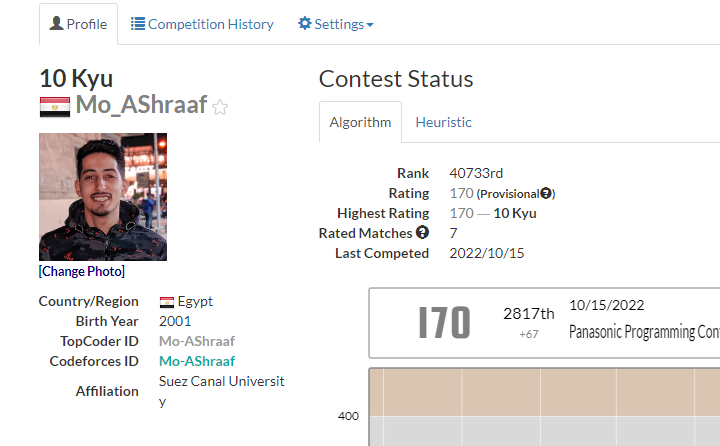 Profile
Competition History
Settings
10 Kyu
Mo_AShraaf
[Change Photo]
Country/Region Egypt
Birth Year 2001
TopCoder ID Mo-AShraaf
Codeforces ID Mo-AShraaf
Affiliation Suez Canal Universit
y
Contest Status
Algorithm Heuristic
Rank 40733rd
Rating 170 (Provisional?)
Highest Rating 170 ― 10 Kyu
Rated Matches ? 7
Last Competed 2022/10/15
170 2817th 10/15/2022
+67 Panasonic Programming Con
400